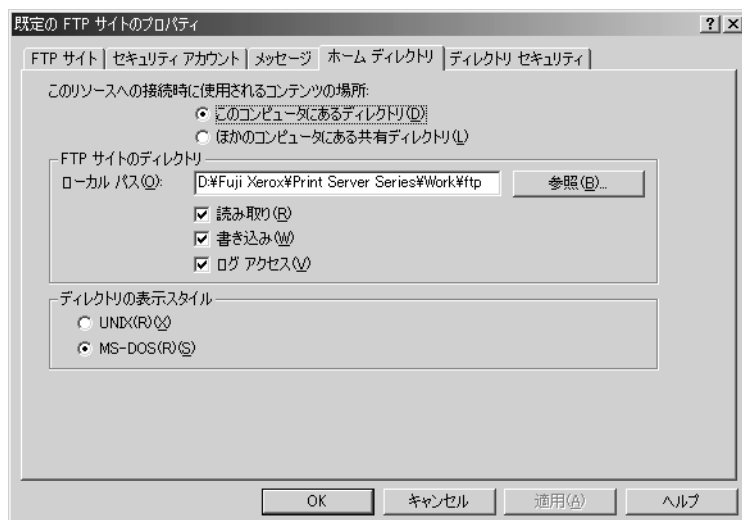 既定の FTP サイトのプロパティ
FTP サイト セキュリティ アカウント メッセージ ホーム ディレクトリ ディレクトリ セキュリティ
このリソースへの接続時に使用されるコンテンツの場所:
このコンピュータにあるディレクトリ(D)
ほかのコンピュータにある共有ディレクトリ(L)
FTP サイトのディレクトリ
ローカル パス(O): D:¥Fuji Xerox¥Print Server Series¥Work¥ftp 参照(B)...
読み取り(R)
書き込み(W)
ログ アクセス(V)
ディレクトリの表示スタイル
UNIX(R)(X)
MS-DOS(R)(S)
OK キャンセル 適用(A) ヘルプ